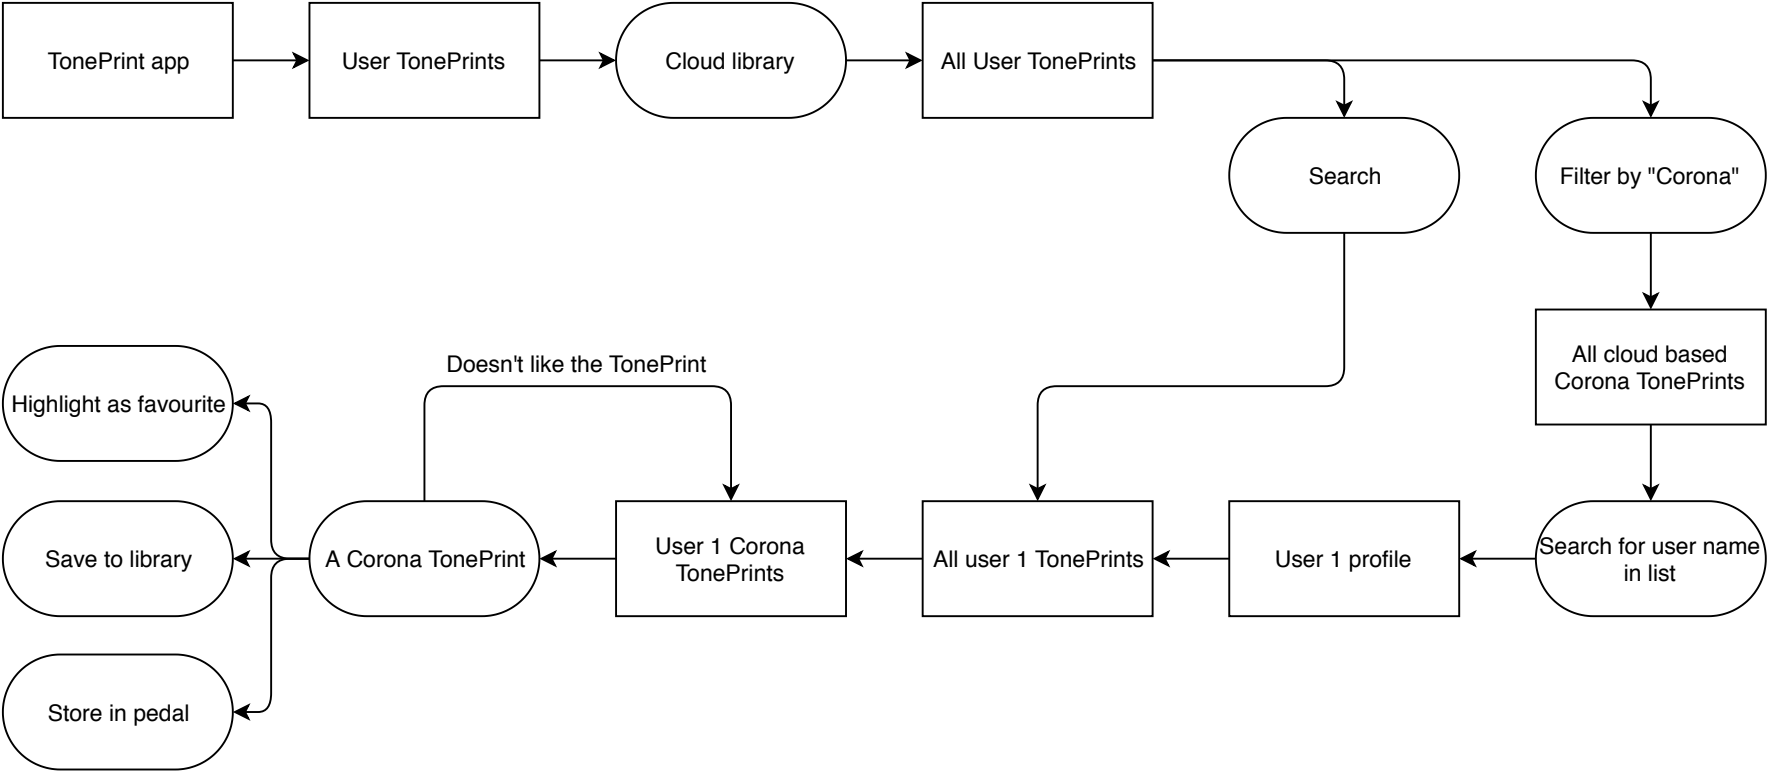 TonePrint app
User TonePrints
Cloud library
All User TonePrints
Search
Filter by "Corona"
All cloud based
Corona TonePrints
Doesn't like the TonePrint
Highlight as favourite
Save to library
A Corona TonePrint
User 1 Corona
TonePrints
All user 1 TonePrints
User 1 profile
Search for user name
in list
Store in pedal